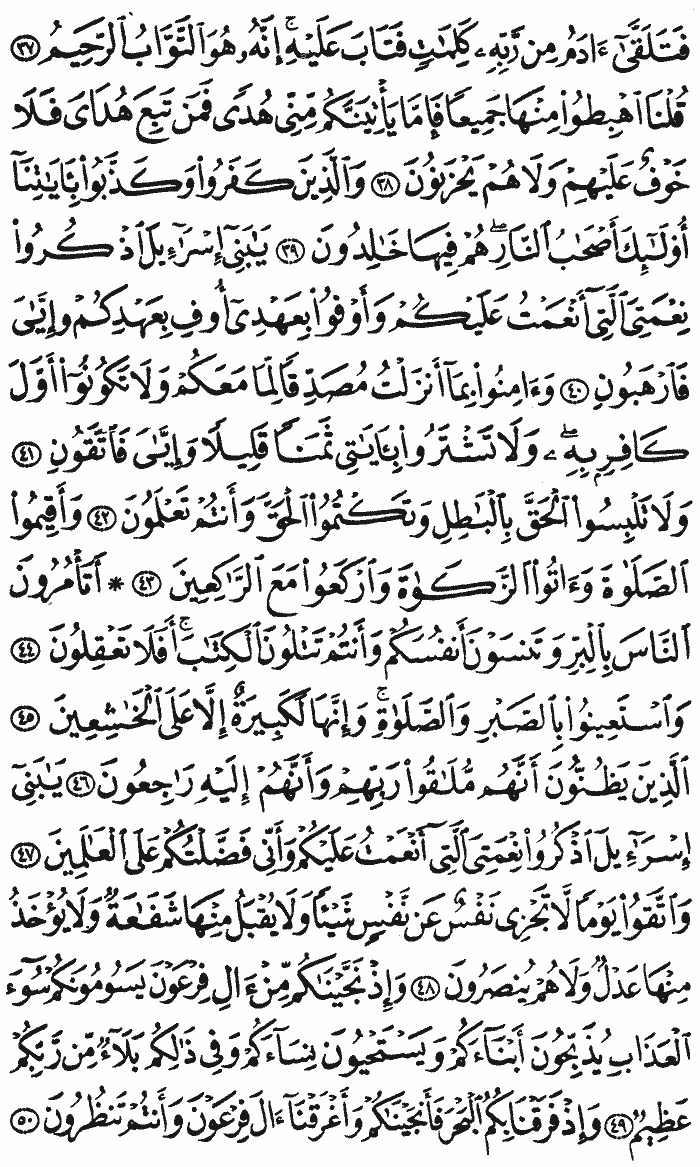 فَتَلَقَّىٰٓ ءَادَمُ مِن رَّبِّهِۦ كَلِمَٰتٍ فَتَابَ عَلَيْهِ ۚ إِنَّهُۥ هُوَ ٱلتَّوَّابُ ٱلرَّحِيمُ ٣٧
قُلْنَا ٱهْبِطُوا۟ مِنْهَا جَمِيعًا فَإِمَّا يَأْتِيَنَّكُم مِّنِّى هُدًى فَمَن تَبِعَ هُدَاىَ فَلَا
خَوْفٌ عَلَيْهِمْ وَلَا هُمْ يَحْزَنُونَ ٣٨ وَٱلَّذِينَ كَفَرُوا۟ وَكَذَّبُوا۟ بِـَٔايَٰتِنَآ
أُو۟لَٰٓئِكَ أَصْحَٰبُ ٱلنَّارِ ۖ هُمْ فِيهَا خَٰلِدُونَ ٣٩ يَٰبَنِىٓ إِسْرَٰٓءِيلَ ٱذْكُرُوا۟
نِعْمَتِىَ ٱلَّتِىٓ أَنْعَمْتُ عَلَيْكُمْ وَأَوْفُوا۟ بِعَهْدِىٓ أُوفِ بِعَهْدِكُمْ وَإِيَّٰىَ
فَٱرْهَبُونِ ٤٠ وَءَامِنُوا۟ بِمَآ أَنزَلْتُ مُصَدِّقًا لِّمَا مَعَكُمْ وَلَا تَكُونُوٓا۟ أَوَّلَ
كَافِرٍۭ بِهِۦ ۖ وَلَا تَشْتَرُوا۟ بِـَٔايَٰتِى ثَمَنًا قَلِيلًا وَإِيَّٰىَ فَٱتَّقُونِ ٤١
وَلَا تَلْبِسُوا۟ ٱلْحَقَّ بِٱلْبَٰطِلِ وَتَكْتُمُوا۟ ٱلْحَقَّ وَأَنتُمْ تَعْلَمُونَ ٤٢ وَأَقِيمُوا۟
ٱلصَّلَوٰةَ وَءَاتُوا۟ ٱلزَّكَوٰةَ وَٱرْكَعُوا۟ مَعَ ٱلرَّٰكِعِينَ ٤٣ * أَتَأْمُرُونَ
ٱلنَّاسَ بِٱلْبِرِّ وَتَنسَوْنَ أَنفُسَكُمْ وَأَنتُمْ تَتْلُونَ ٱلْكِتَٰبَ ۚ أَفَلَا تَعْقِلُونَ ٤٤
وَٱسْتَعِينُوا۟ بِٱلصَّبْرِ وَٱلصَّلَوٰةِ ۚ وَإِنَّهَا لَكَبِيرَةٌ إِلَّا عَلَى ٱلْخَٰشِعِينَ ٤٥
ٱلَّذِينَ يَظُنُّونَ أَنَّهُم مُّلَٰقُوا۟ رَبِّهِمْ وَأَنَّهُمْ إِلَيْهِ رَٰجِعُونَ ٤٦ يَٰبَنِىٓ
إِسْرَٰٓءِيلَ ٱذْكُرُوا۟ نِعْمَتِىَ ٱلَّتِىٓ أَنْعَمْتُ عَلَيْكُمْ وَأَنِّى فَضَّلْتُكُمْ عَلَى ٱلْعَٰلَمِينَ ٤٧
وَٱتَّقُوا۟ يَوْمًا لَّا تَجْزِى نَفْسٌ عَن نَّفْسٍ شَيْـًٔا وَلَا يُقْبَلُ مِنْهَا شَفَٰعَةٌ وَلَا يُؤْخَذُ
مِنْهَا عَدْلٌ وَلَا هُمْ يُنصَرُونَ ٤٨ وَإِذْ نَجَّيْنَٰكُم مِّنْ ءَالِ فِرْعَوْنَ يَسُومُونَكُمْ سُوٓءَ
ٱلْعَذَابِ يُذَبِّحُونَ أَبْنَآءَكُمْ وَيَسْتَحْيُونَ نِسَآءَكُمْ وَفِى ذَٰلِكُم بَلَآءٌ مِّن رَّبِّكُمْ
عَظِيمٌ ٤٩ وَإِذْ فَرَقْنَا بِكُمُ ٱلْبَحْرَ فَأَنجَيْنَٰكُمْ وَأَغْرَقْنَآ ءَالَ فِرْعَوْنَ وَأَنتُمْ تَنظُرُونَ ٥٠